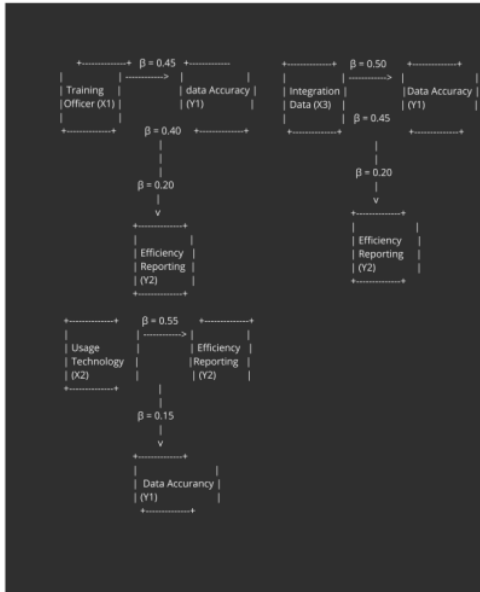 β = 0.45
Training
Officer (X1)
data Accuracy
(Y1)
β = 0.40
β = 0.20
Efficiency
Reporting
(Y2)
β = 0.50
Integration
Data (X3)
Data Accuracy
(Y1)
β = 0.45
β = 0.20
Efficiency
Reporting
(Y2)
β = 0.55
Usage
Technology
(X2)
Efficiency
Reporting
(Y2)
β = 0.15
v
Data Accurancy
(Y1)